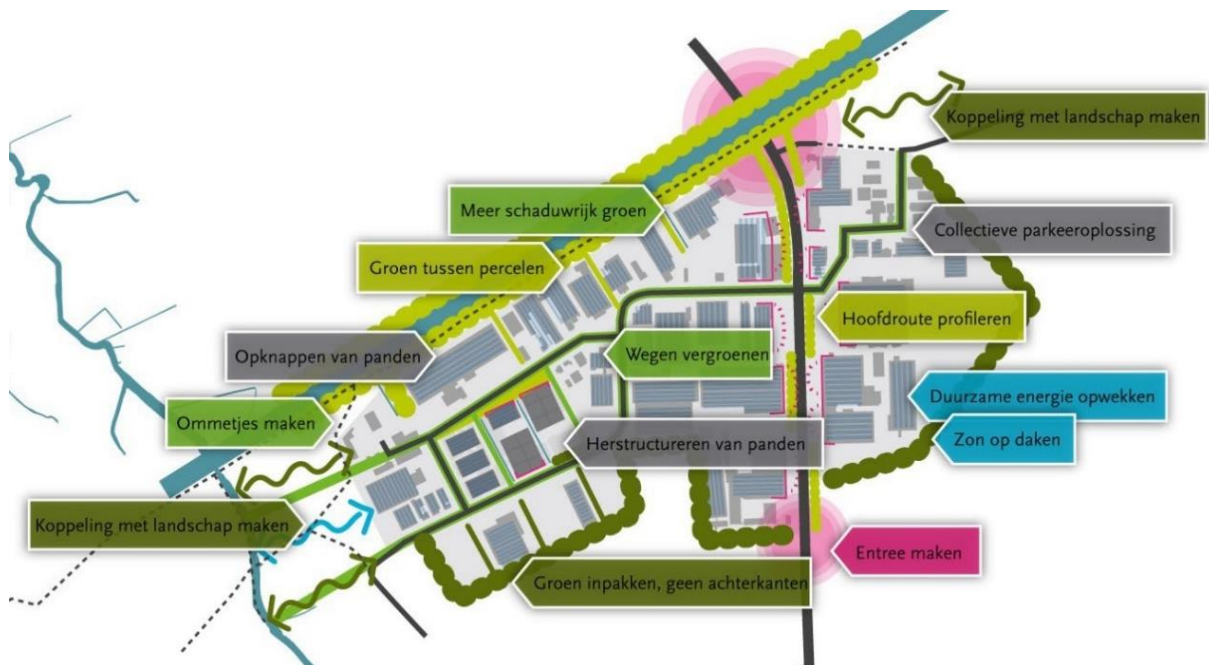 Koppeling met landschap maken
Meer schaduwrijk groen
Collectieve parkeeroplossing
Groen tussen percelen
Hoofdroute profileren
Opknappen van panden
Wegen vergroenen
Duurzame energie opwekken
Ommetjes maken
Zon op daken
Herstructureren van panden
Koppeling met landschap maken
Entree maken
Groen inpakken, geen achterkanten